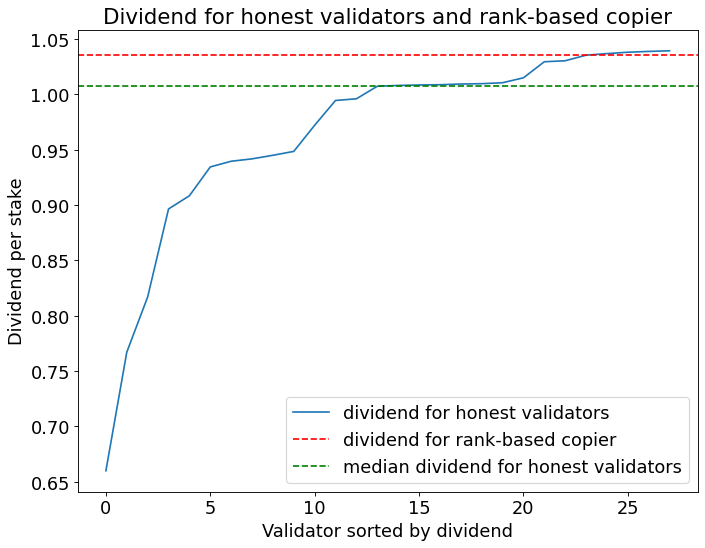 Dividend for honest validators and rank-based copier
Dividend per stake
1.05
1.00
0.95
0.90
0.85
0.80
0.75
0.70
0.65
dividend for honest validators
dividend for rank-based copier
median dividend for honest validators
0 5 10 15 20 25
Validator sorted by dividend